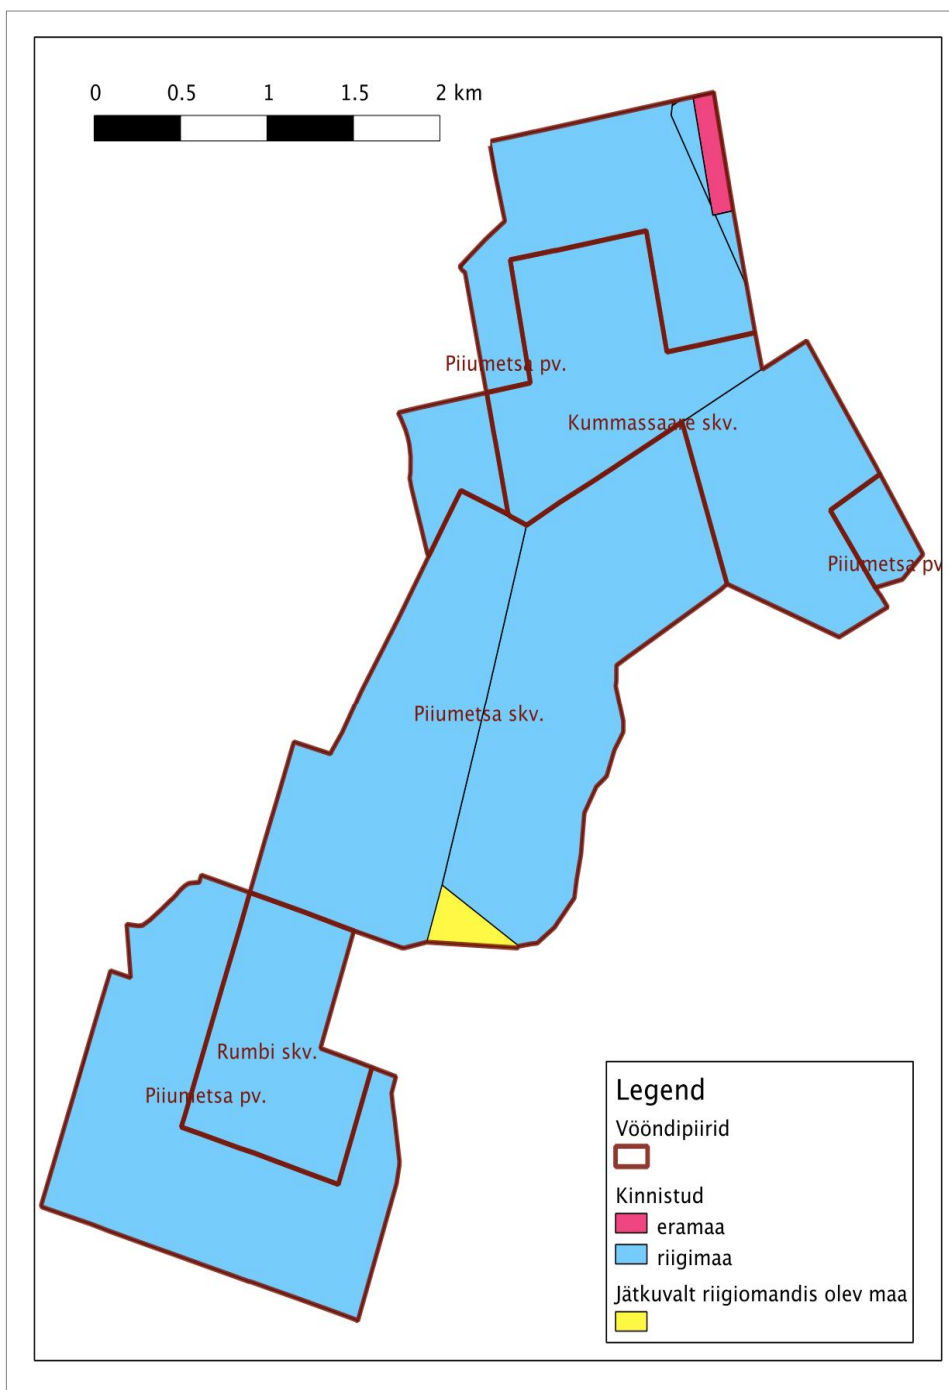 0 0.5 1 1.5 2 km
Piiumetsa pv.
Kummassaare skv.
Piiumetsa pv
Piiumetsa skv.
Rumbi skv.
Piiumetsa pv.
Legend
Vööndipiirid
Kinnistud
eramaa
riigimaa
Jätkuvalt riigiomandis olev maa